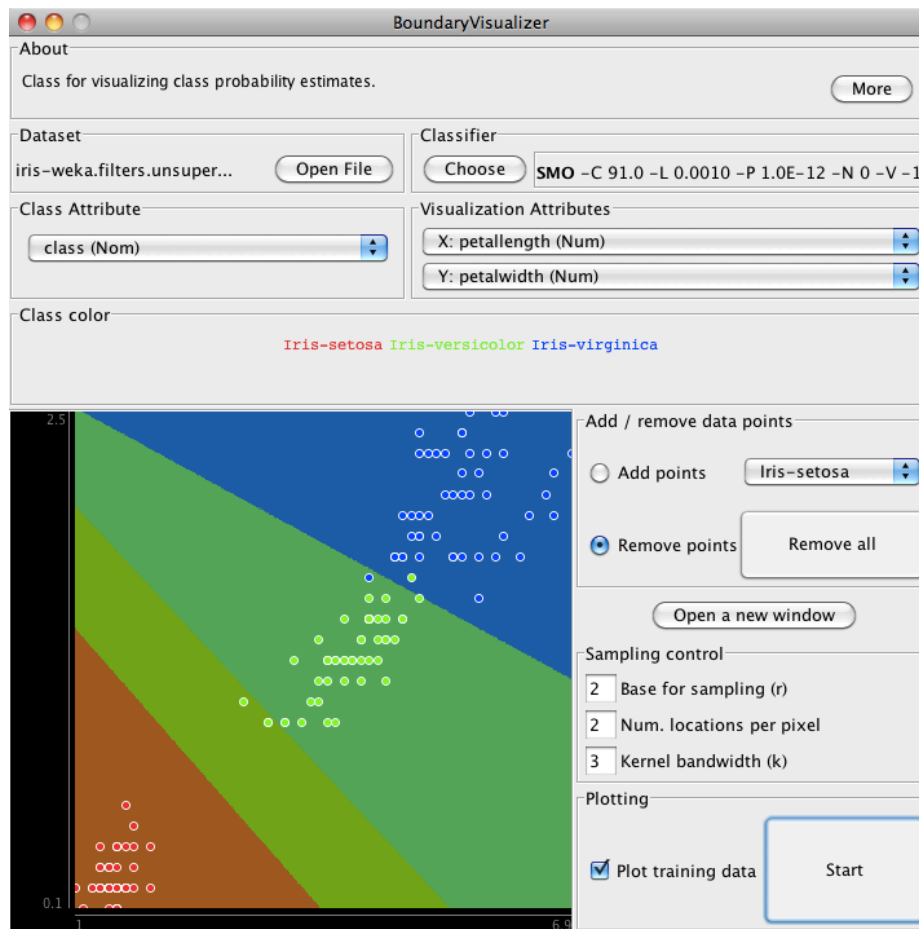 BoundaryVisualizer
About
Class for visualizing class probability estimates.
More
Dataset
iris-weka.filters.unsuper...
Open File
Classifier
Choose
SMO -C 91.0 -L 0.0010 -P 1.0E-12 -N 0 -V -1
Class Attribute
class (Nom)
Visualization Attributes
X: petallength (Num)
Y: petalwidth (Num)
Class color
Iris-setosa Iris-versicolor Iris-virginica
2.5
0.1
1
6.9
Add / remove data points
Add points
Iris-setosa
Remove points
Remove all
Open a new window
Sampling control
2 Base for sampling (r)
2 Num. locations per pixel
3 Kernel bandwidth (k)
Plotting
Plot training data
Start